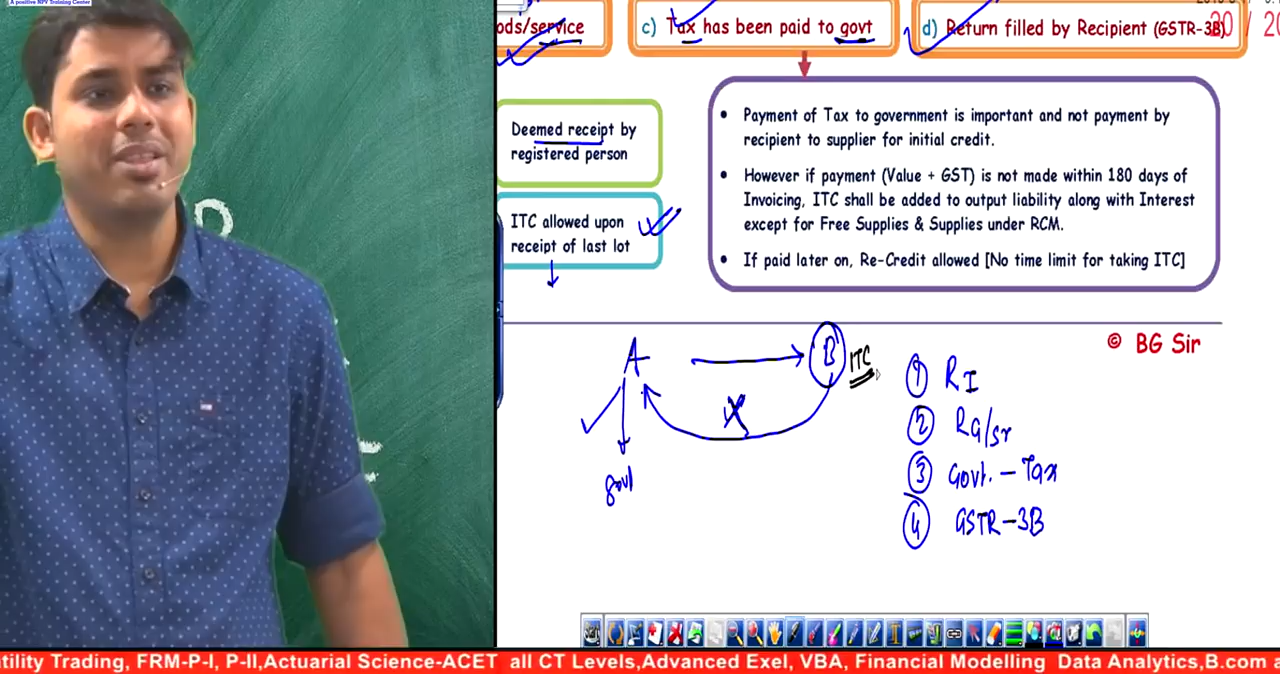 A positive NPV Training Center
ods/service
c) Tax has been paid to govt
d) Return filled by Recipient (GSTR-3B)
30 / 20
Deemed receipt by
registered person
ITC allowed upon
receipt of last lot
• Payment of Tax to government is important and not payment by
recipient to supplier for initial credit.
• However if payment (Value + GST) is not made within 180 days of
Invoicing, ITC shall be added to output liability along with Interest
except for Free Supplies & Supplies under RCM.
• If paid later on, Re-Credit allowed [No time limit for taking ITC]
© BG Sir
A
B
ITC
X
Govt
① RI
② RG/Sr
③ Govt. - Tax
④ GSTR-3B
tility Trading, FRM-P-I, P-II,Actuarial Science-ACET all CT Levels,Advanced Exel, VBA, Financial Modelling Data Analytics,B.com a